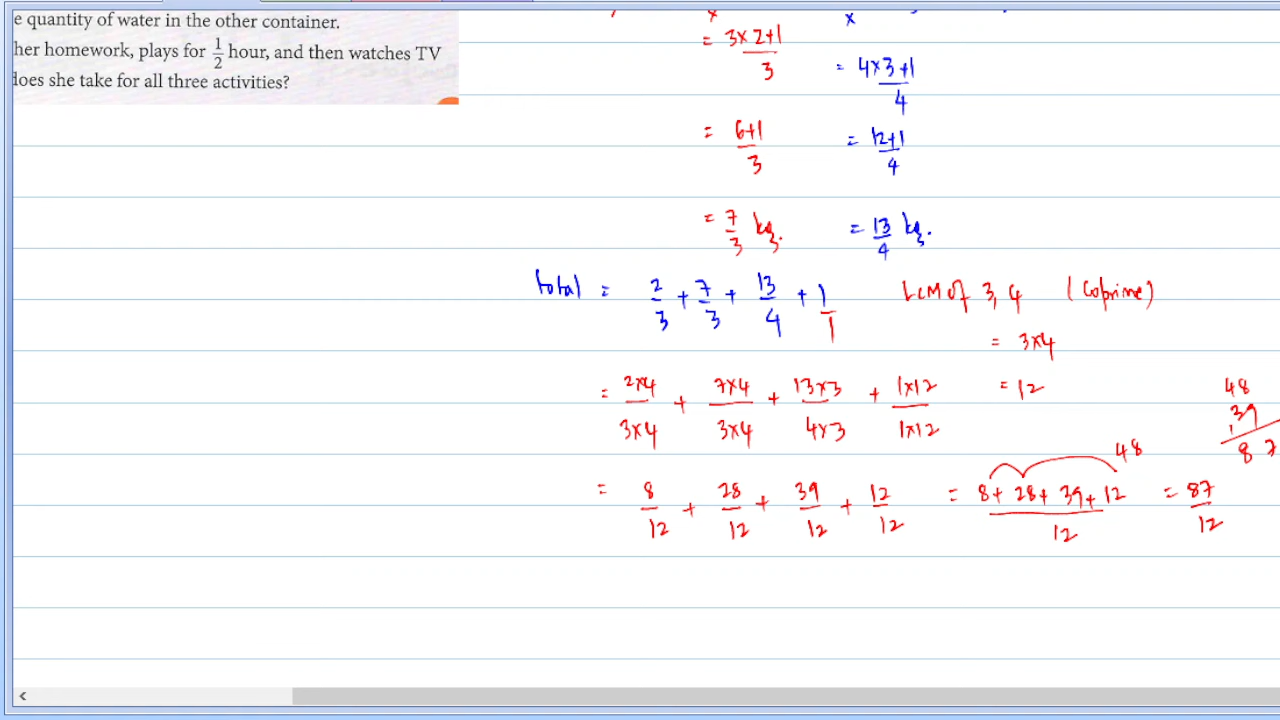 e quantity of water in the other container.
her homework, plays for 1/2 hour, and then watches TV
does she take for all three activities?
= 3×2+1/3 = 4×3+1/4
= 6+1/3 = 12+1/4
= 7/3 kg. = 13/4 kg.
total = 2/3 + 7/3 + 13/4 + 1/1 LCM of 3, 4 (Coprime)
= 3×4
= 2×4/3×4 + 7×4/3×4 + 13×3/4×3 + 1×12/1×12 = 12
48
39
87
48
= 8/12 + 28/12 + 39/12 + 12/12 = 8+28+39+12/12 = 87/12